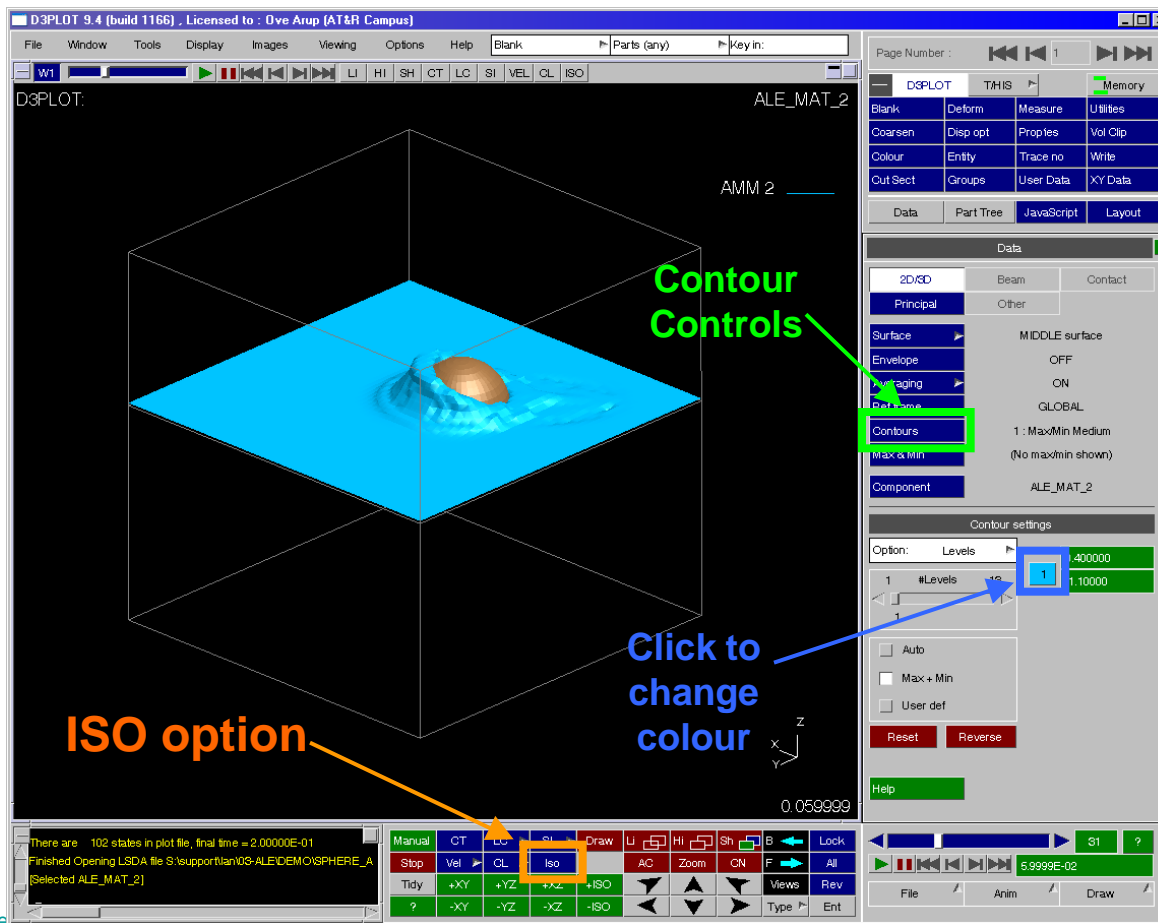 D3PLOT 9.4 (build 1166) , Licensed to : Ove Arup (AT&R Campus)
File Window Tools Display Images Viewing Options Help Blank Parts (any) Key in:
W1 LI HI SH CT LC SI VEL CL ISO
D3PLOT:
ALE_MAT_2
AMM 2
Contour
Controls
Click to
change
colour
ISO option
Z
X
Y
0.059999
Page Number : 1
D3PLOT T/HIS Memory
Blank Deform Measure Utilities
Coarsen Disp opt Propties Vol Clip
Colour Entity Trace no Write
Cut Sect Groups User Data XY Data
Data Part Tree JavaScript Layout
Data
2D/3D Beam Contact
Principal Other
Surface MIDDLE surface
Envelope OFF
Averaging ON
Ref frame GLOBAL
Contours 1 : Max/Min Medium
Max & Min (No max/min shown)
Component ALE_MAT_2
Contour settings
Option: Levels
1 #Levels 13
1
1
.400000
1.10000
Auto
Max + Min
User def
Reset Reverse
Help
There are 102 states in plot file, final time = 2.00000E-01
Finished Opening LSDA file S:\support\Ian\03-ALE\DEMO\SPHERE_A
[Selected ALE_MAT_2]
Manual CT LC SI Draw Li Hi Sh B Lock
Stop Vel CL Iso AC Zoom CN F All
Tidy +XY +YZ +XZ +ISO Views Rev
? -XY -YZ -XZ -ISO Type Ent
S1 ?
5.9999E-02
File Anim Draw